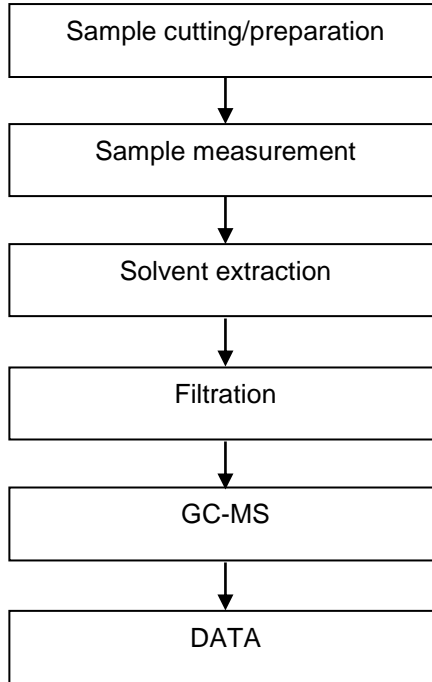 Sample cutting/preparation
Sample measurement
Solvent extraction
Filtration
GC-MS
DATA